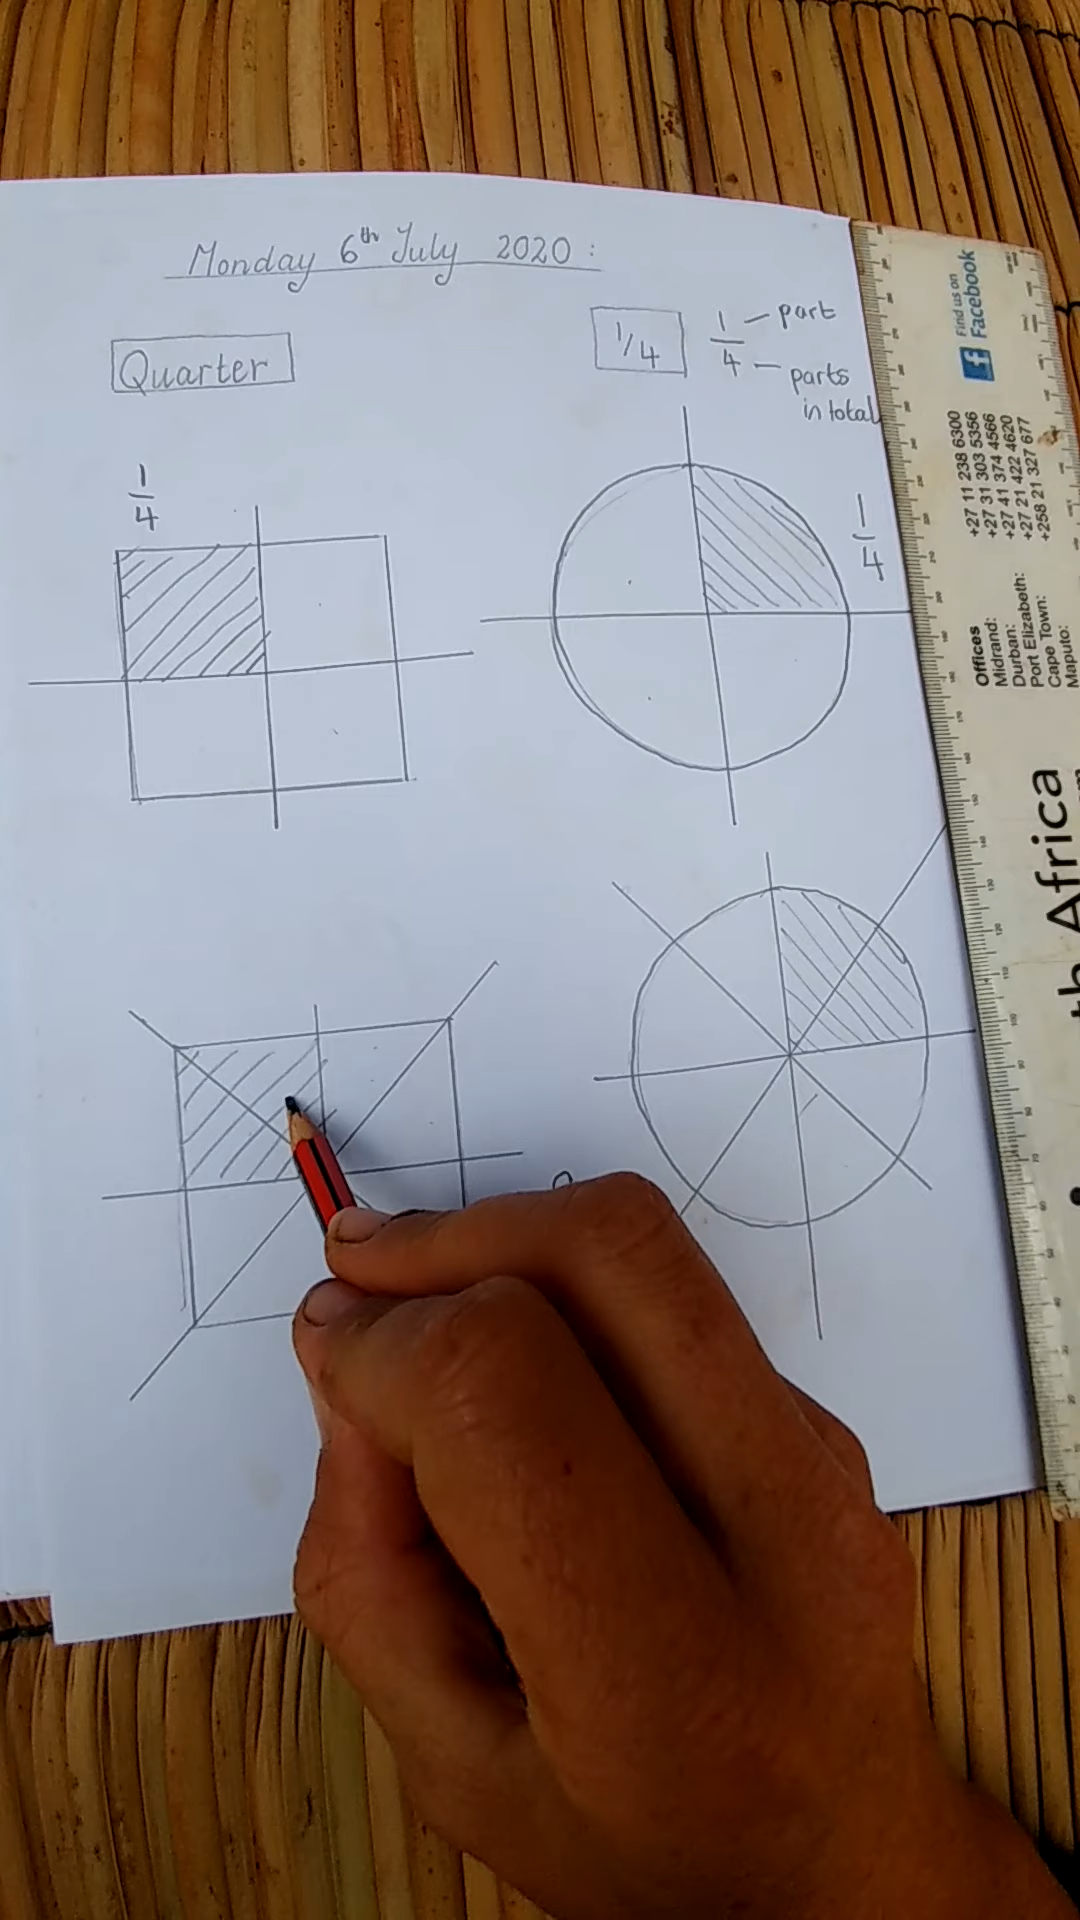 Monday 6th July 2020 :
Quarter
1/4
1 — part
4 — parts
in total
1
4
1
4
Find us on
Facebook
+27 11 238 6300
+27 31 303 5356
+27 41 374 4566
+27 21 422 4620
+258 21 327 677
Offices
Midrand:
Durban:
Port Elizabeth:
Cape Town:
Maputo:
th Africa